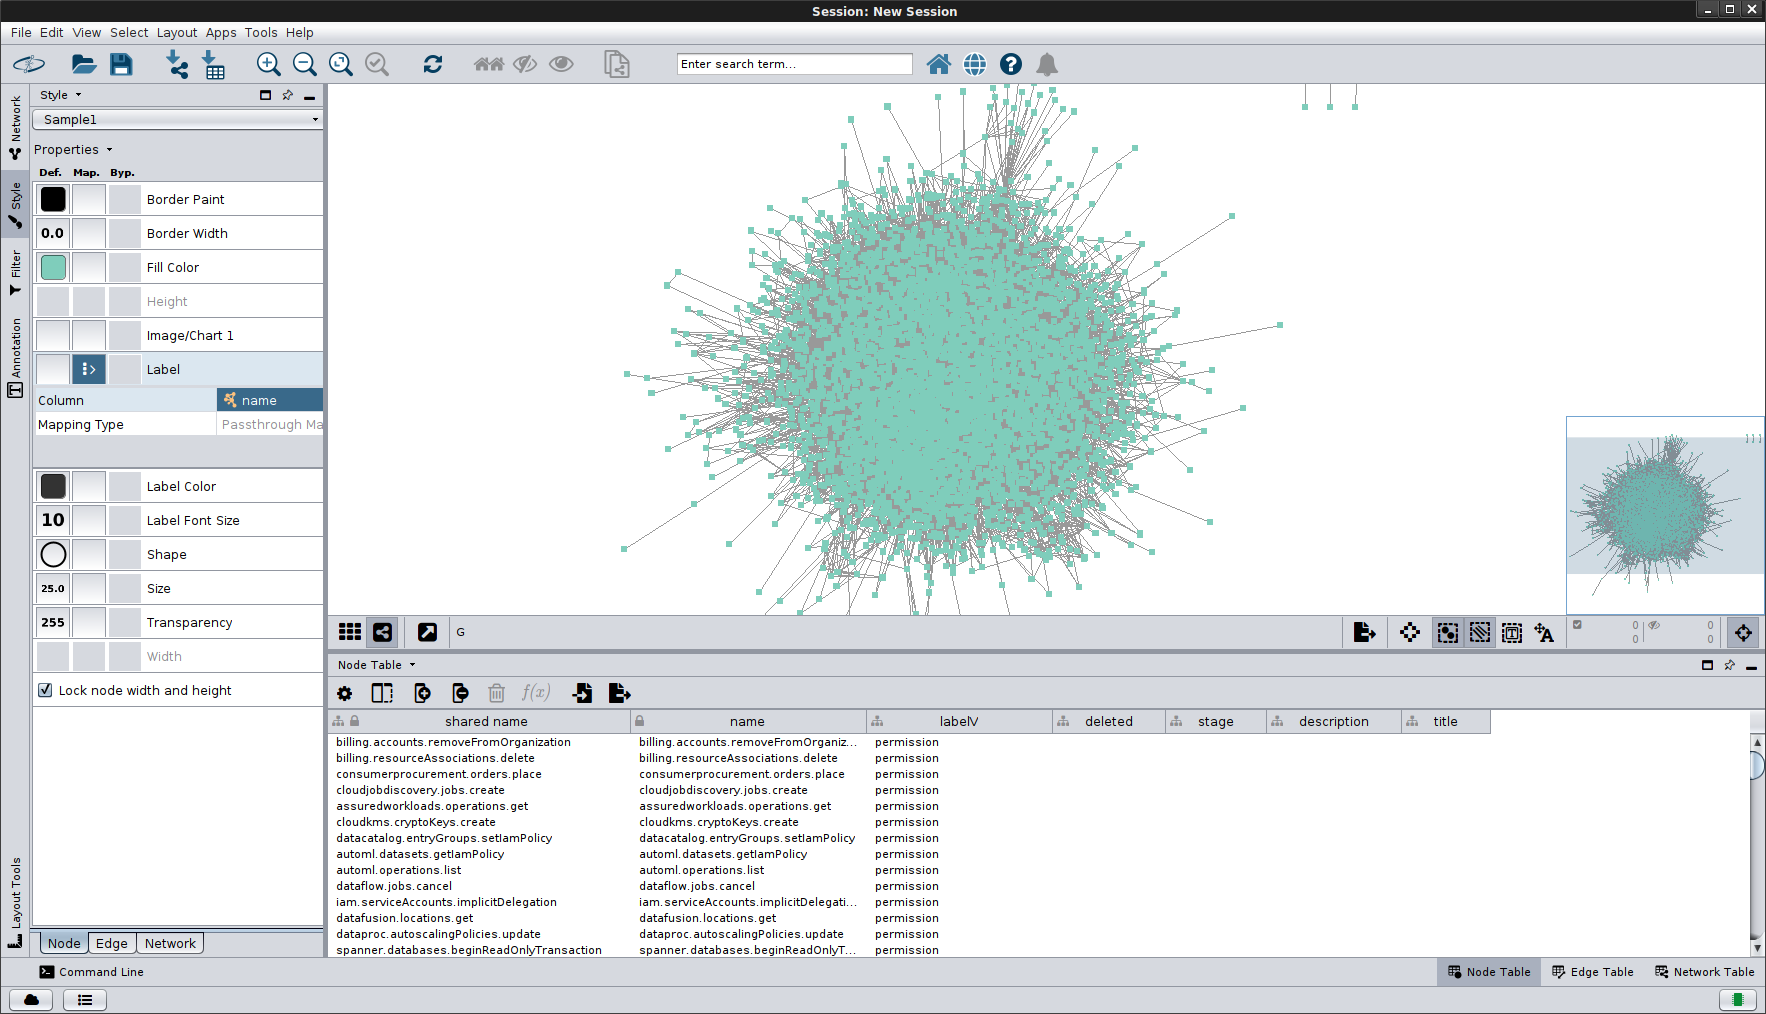 Session: New Session
File Edit View Select Layout Apps Tools Help
Enter search term...
Network
Style
Filter
Annotation
Layout Tools
Style
Sample1
Properties
Def. Map. Byp.
Border Paint
0.0 Border Width
Fill Color
Height
Image/Chart 1
Label
Column name
Mapping Type Passthrough Ma
Label Color
10 Label Font Size
Shape
25.0 Size
255 Transparency
Width
Lock node width and height
Node Edge Network
G
0 0
0 0
Node Table
f(x)
shared name name labelV deleted stage description title
billing.accounts.removeFromOrganization billing.accounts.removeFromOrganiz... permission
billing.resourceAssociations.delete billing.resourceAssociations.delete permission
consumerprocurement.orders.place consumerprocurement.orders.place permission
cloudjobdiscovery.jobs.create cloudjobdiscovery.jobs.create permission
assuredworkloads.operations.get assuredworkloads.operations.get permission
cloudkms.cryptoKeys.create cloudkms.cryptoKeys.create permission
datacatalog.entryGroups.setIamPolicy datacatalog.entryGroups.setIamPolicy permission
automl.datasets.getIamPolicy automl.datasets.getIamPolicy permission
automl.operations.list automl.operations.list permission
dataflow.jobs.cancel dataflow.jobs.cancel permission
iam.serviceAccounts.implicitDelegation iam.serviceAccounts.implicitDelegati... permission
datafusion.locations.get datafusion.locations.get permission
dataproc.autoscalingPolicies.update dataproc.autoscalingPolicies.update permission
spanner.databases.beginReadOnlyTransaction spanner.databases.beginReadOnlyT... permission
Command Line
Node Table Edge Table Network Table